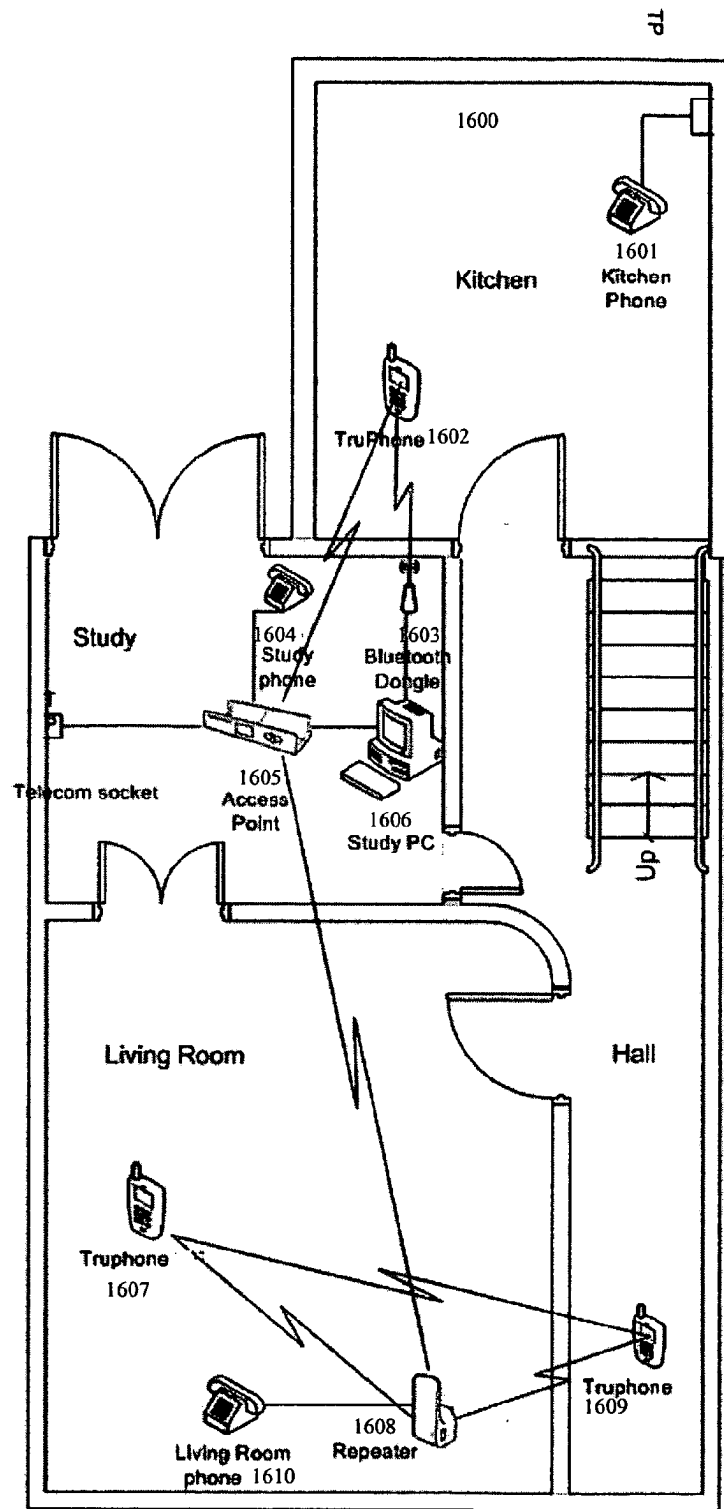 TP
1600
1601
Kitchen
Phone
Kitchen
TruPhone 1602
1604
Study
phone
1603
Bluetooth
Dongle
Study
Telecom socket
1605
Access
Point
1606
Study PC
Up
Living Room
Hall
Truphone
1607
Truphone
1609
1608
Repeater
Living Room
phone 1610